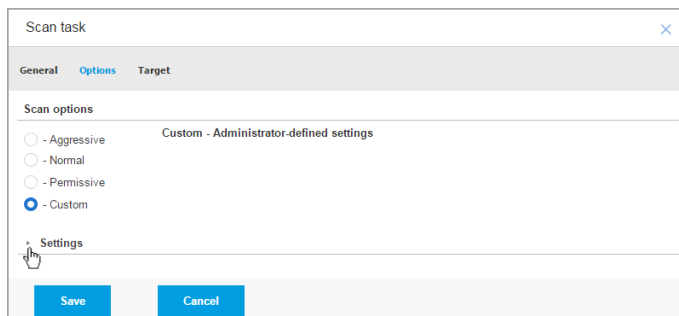 Scan task
General Options Target
Scan options
Custom - Administrator-defined settings
- Aggressive
- Normal
- Permissive
- Custom
Settings
Save Cancel